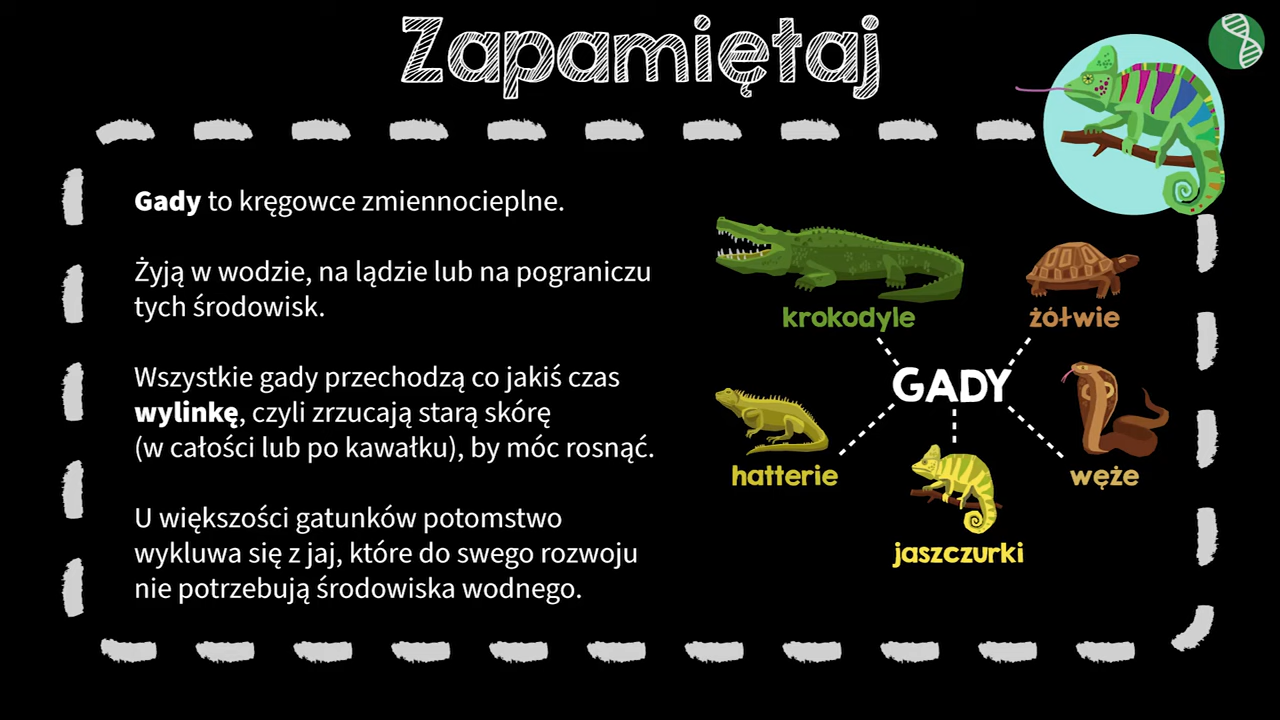 Zapamiętaj
Gady to kręgowce zmiennocieplne.
Żyją w wodzie, na lądzie lub na pograniczu
tych środowisk.
Wszystkie gady przechodzą co jakiś czas
wylinkę, czyli zrzucają starą skórę
(w całości lub po kawałku), by móc rosnąć.
U większości gatunków potomstwo
wykluwa się z jaj, które do swego rozwoju
nie potrzebują środowiska wodnego.
krokodyle
żółwie
GADY
hatterie
węże
jaszczurki